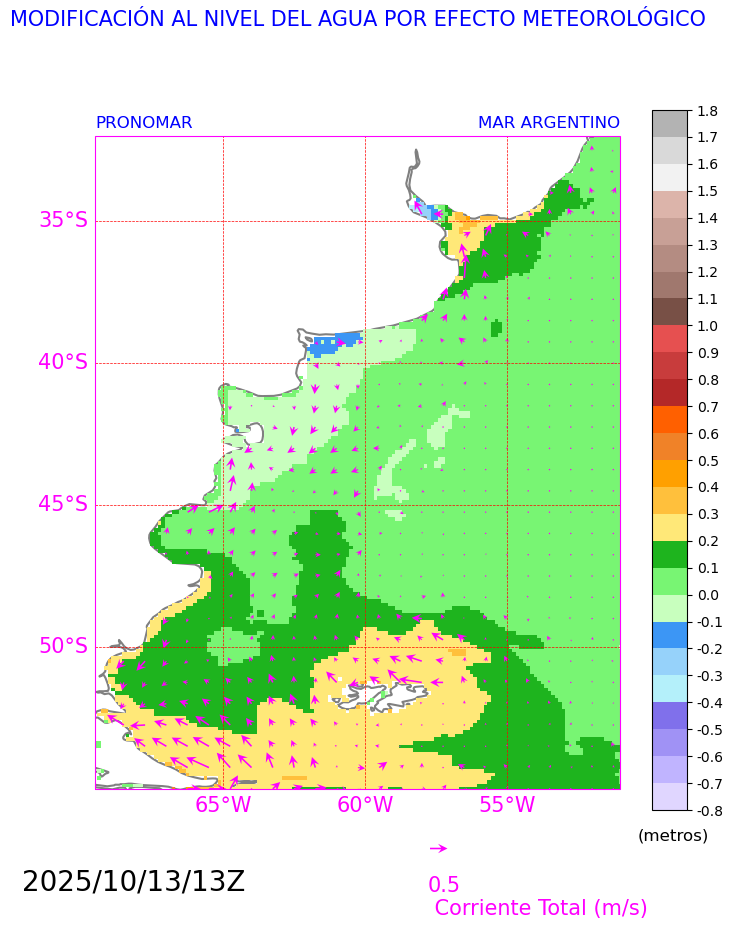 MODIFICACIÓN AL NIVEL DEL AGUA POR EFECTO METEOROLÓGICO
PRONOMAR
MAR ARGENTINO
35°S
40°S
45°S
50°S
65°W
60°W
55°W
1.8
1.7
1.6
1.5
1.4
1.3
1.2
1.1
1.0
0.9
0.8
0.7
0.6
0.5
0.4
0.3
0.2
0.1
0.0
-0.1
-0.2
-0.3
-0.4
-0.5
-0.6
-0.7
-0.8
(metros)
2025/10/13/13Z
0.5
Corriente Total (m/s)